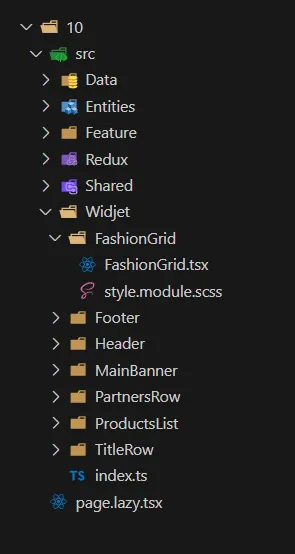 10
src
Data
Entities
Feature
Redux
Shared
Widjet
FashionGrid
FashionGrid.tsx
style.module.scss
Footer
Header
MainBanner
PartnersRow
ProductsList
TitleRow
TS index.ts
page.lazy.tsx